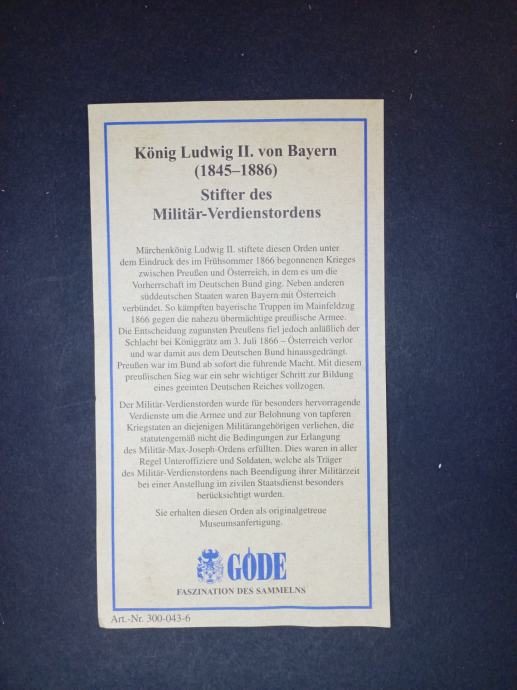 König Ludwig II. von Bayern
(1845–1886)
Stifter des
Militär-Verdienstordens
Märchenkönig Ludwig II. stiftete diesen Orden unter
dem Eindruck des im Frühsommer 1866 begonnenen Krieges
zwischen Preußen und Österreich, in dem es um die
Vorherrschaft im Deutschen Bund ging. Neben anderen
süddeutschen Staaten waren Bayern mit Österreich
verbündet. So kämpften bayerische Truppen im Mainfeldzug
1866 gegen die nahezu übermächtige preußische Armee.
Die Entscheidung zugunsten Preußens fiel jedoch anläßlich der
Schlacht bei Königgrätz am 3. Juli 1866 – Österreich verlor
und war damit aus dem Deutschen Bund hinausgedrängt.
Preußen war im Bund ab sofort die führende Macht. Mit diesem
preußischen Sieg war ein sehr wichtiger Schritt zur Bildung
eines geeinten Deutschen Reiches vollzogen.
Der Militär-Verdienstorden wurde für besonders hervorragende
Verdienste um die Armee und zur Belohnung von tapferen
Kriegstaten an diejenigen Militärangehörigen verliehen, die
statutengemäß nicht die Bedingungen zur Erlangung
des Militär-Max-Joseph-Ordens erfüllten. Dies waren in aller
Regel Unteroffiziere und Soldaten, welche als Träger
des Militär-Verdienstordens nach Beendigung ihrer Militärzeit
bei einer Anstellung im zivilen Staatsdienst besonders
berücksichtigt wurden.
Sie erhalten diesen Orden als originalgetreue
Museumsanfertigung.
GÖDE
FASZINATION DES SAMMELNS
Art.-Nr. 300-043-6